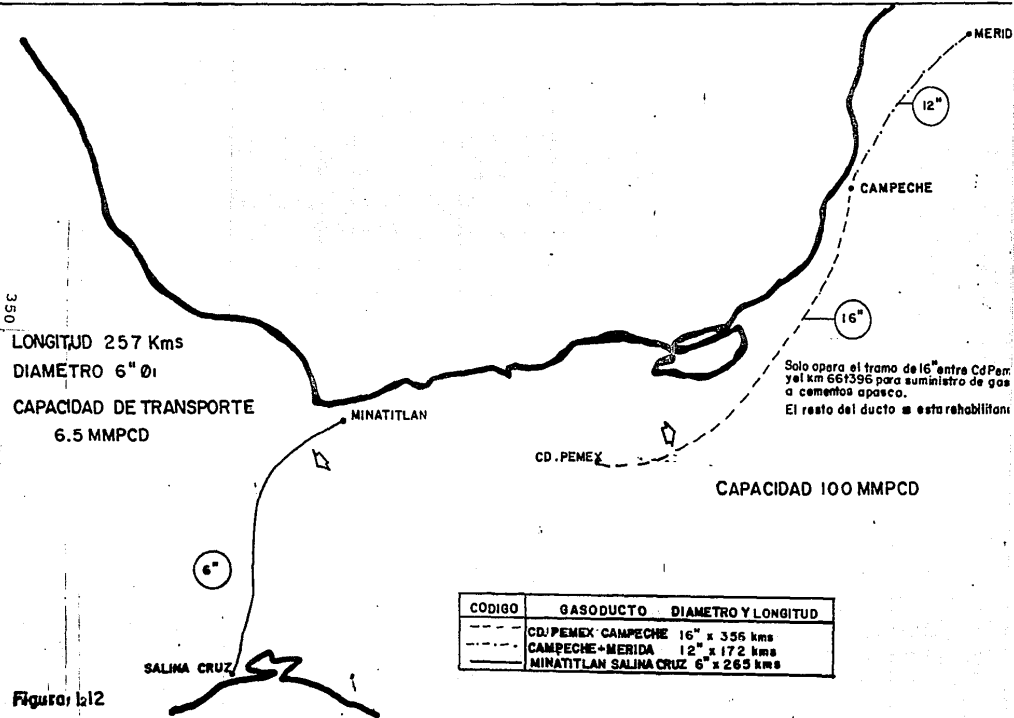 MERID
12"
CAMPECHE
16"
350
LONGITUD 257 Kms
DIAMETRO 6" Ø
CAPACIDAD DE TRANSPORTE
6.5 MMPCD
MINATITLAN
Solo opera el tramo de 16" entre Cd Pem
y el km 66+396 para suministro de gas
a cementos apasco.
El resto del ducto se esta rehabilitan
CD. PEMEX
CAPACIDAD 100 MMPCD
6"
SALINA CRUZ
CODIGO GASODUCTO DIAMETRO Y LONGITUD
CD. PEMEX CAMPECHE 16" x 356 kms
CAMPECHE-MERIDA 12" x 172 kms
MINATITLAN SALINA CRUZ 6" x 265 kms
Figura 1.12